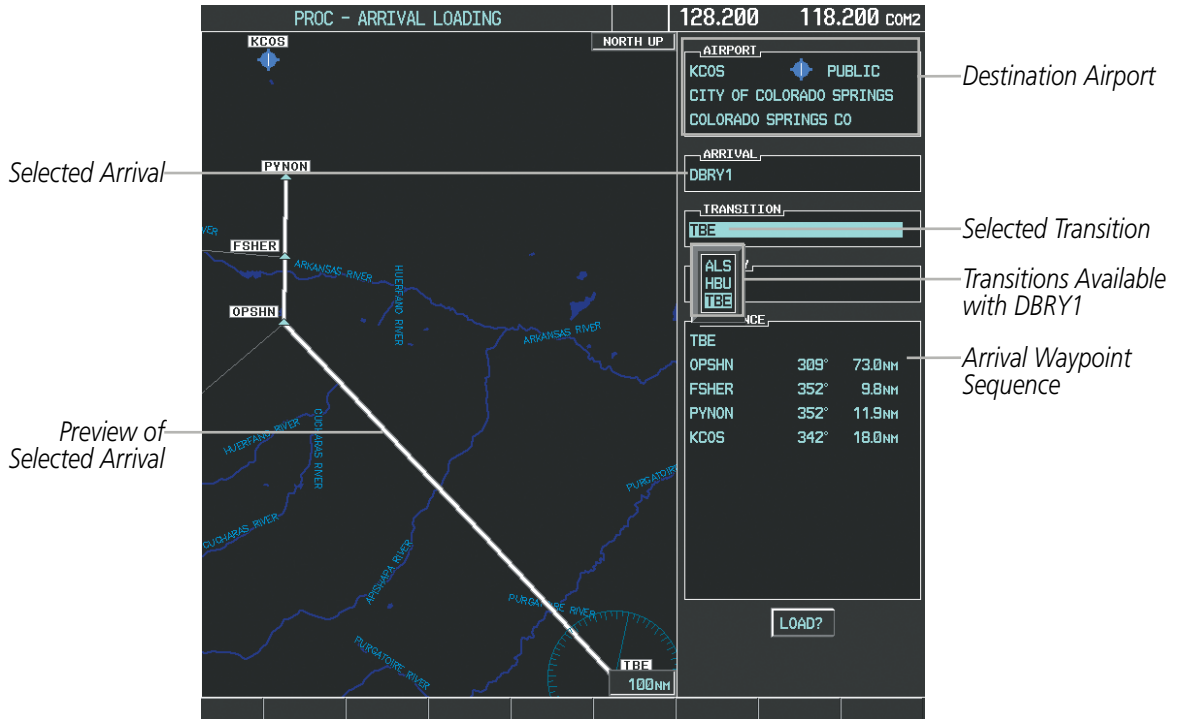 PROC – ARRIVAL LOADING
128.200 118.200 COM2
KCOS
NORTH UP
AIRPORT
KCOS PUBLIC
CITY OF COLORADO SPRINGS
COLORADO SPRINGS CO
Destination Airport
ARRIVAL
DBRY1
Selected Arrival
PYNON
TRANSITION
TBE
Selected Transition
ALS
HBU
TBE
Transitions Available
with DBRY1
NCE
TBE
OPSHN 309° 73.0NM
FSHER 352° 9.8NM
PYNON 352° 11.9NM
KCOS 342° 18.0NM
Arrival Waypoint
Sequence
VER
FSHER
ARKANSAS RIVER
HUERFANO RIVER
OPSHN
ARKANSAS RIVER
Preview of
Selected Arrival
HUERFANO RIVER
CUCHARAS RIVER
PURGATOIRE
CUCHARAS RIVER
APISHAPA RIVER
PURGATOIRE RIVER
PURGATOIRE RIVER
TBE
100NM
LOAD?